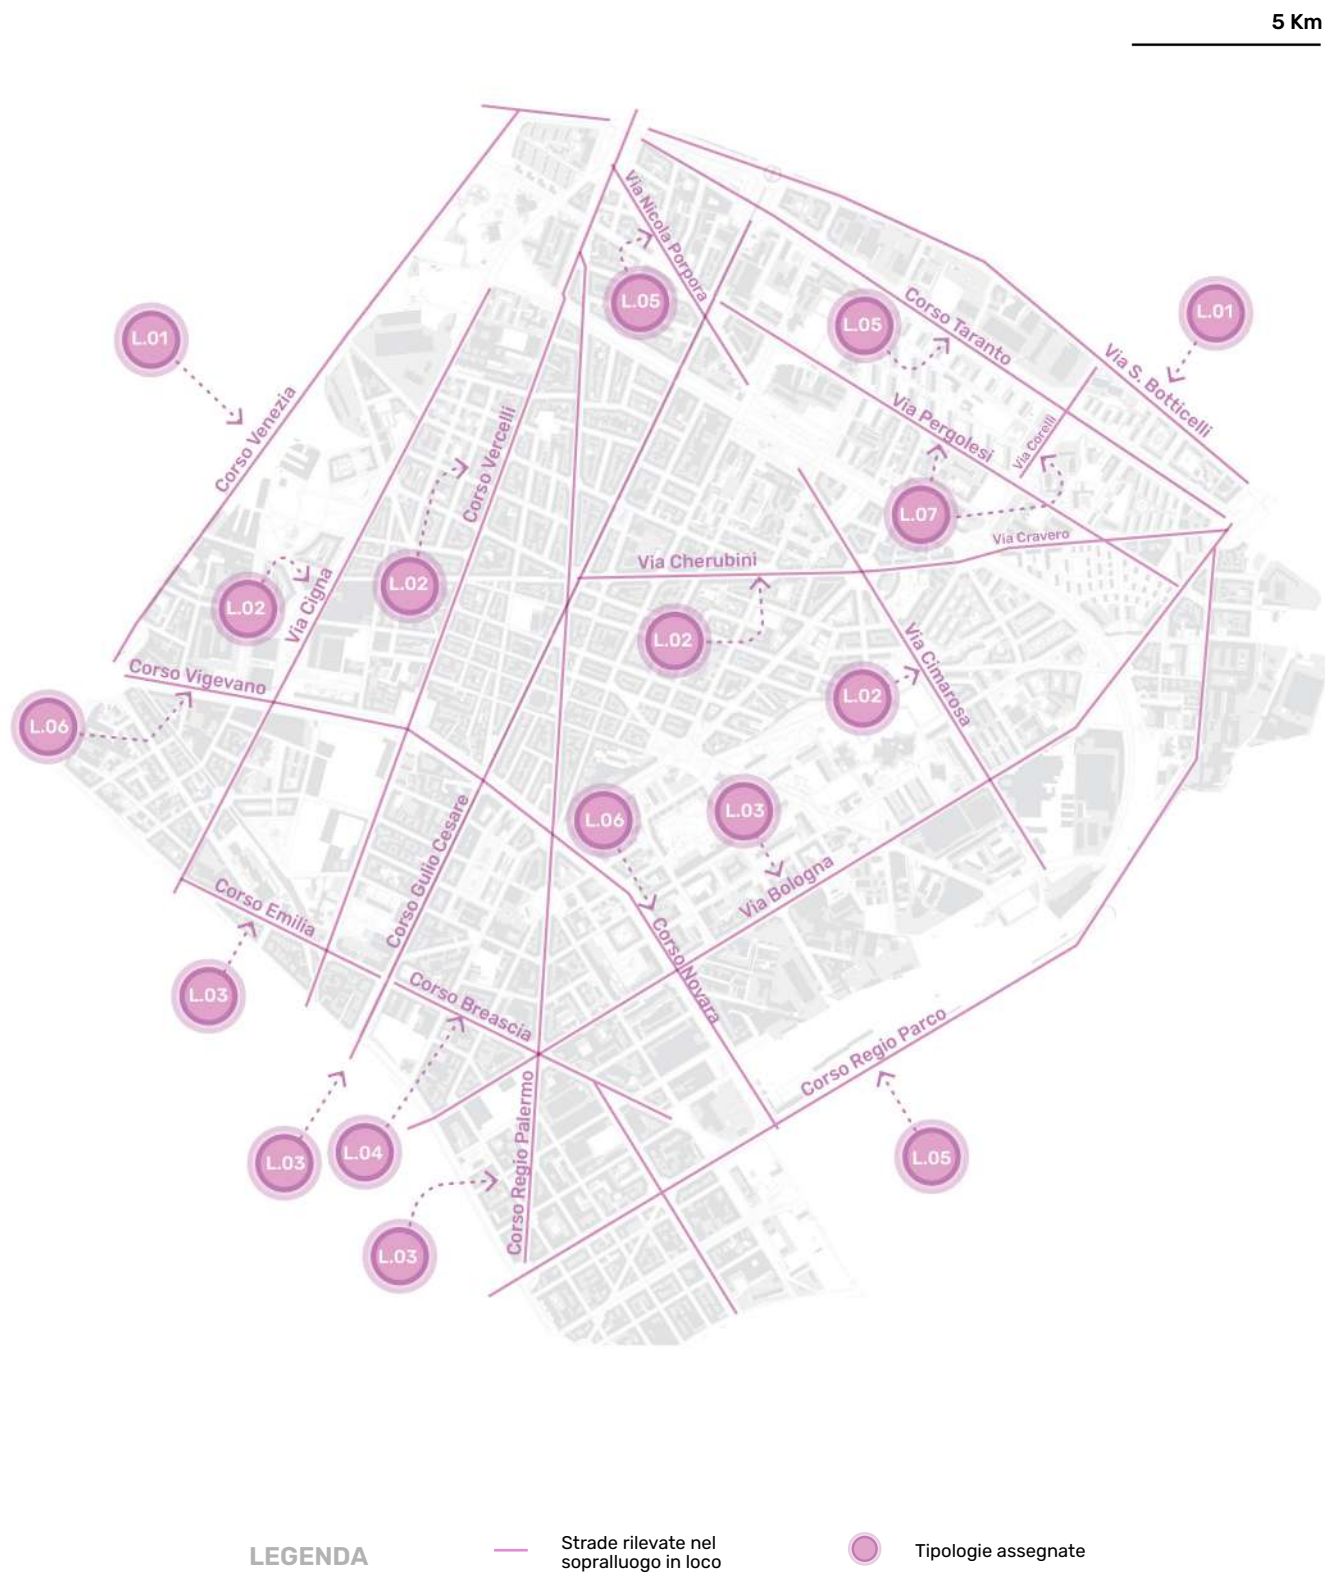 5 Km
Via Nicola Porpora
L.05
L.01
L.01
L.05
Corso Taranto
Via S. Botticelli
Corso Venezia
Corso Vercelli
Via Pergolesi
Via Corelli
L.07
Via Cravero
Via Cherubini
L.02
L.02
Via Cigna
L.02
Via Cimarosa
L.02
Corso Vigevano
L.06
L.06
L.03
Corso Gulio Cesare
Via Bologna
Corso Emilia
Corso Novara
L.03
Corso Breascia
Corso Regio Parco
Corso Regio Palermo
L.03
L.04
L.05
L.03
LEGENDA
Strade rilevate nel
sopralluogo in loco
Tipologie assegnate